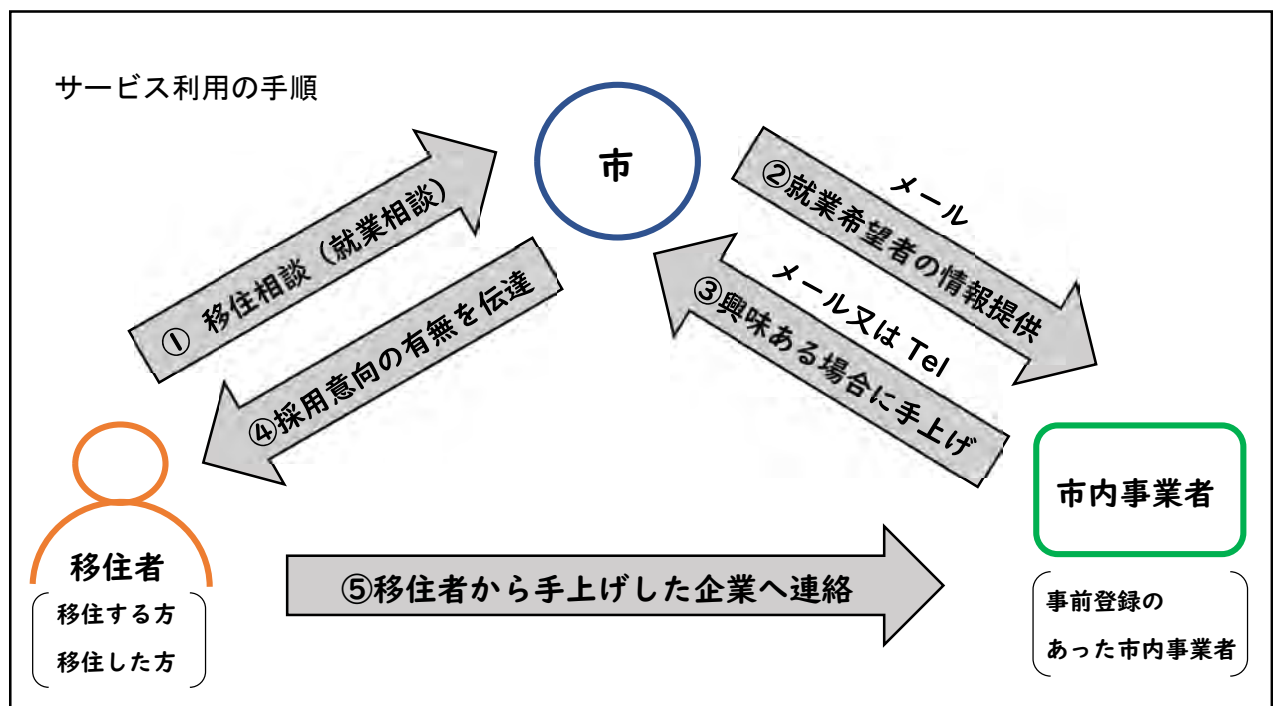 サービス利用の手順
市
① 移住相談（就業相談）
メール
②就業希望者の情報提供
メール又は Tel
③興味ある場合に手上げ
④採用意向の有無を伝達
移住者
移住する方
移住した方
⑤移住者から手上げした企業へ連絡
市内事業者
事前登録の
あった市内事業者